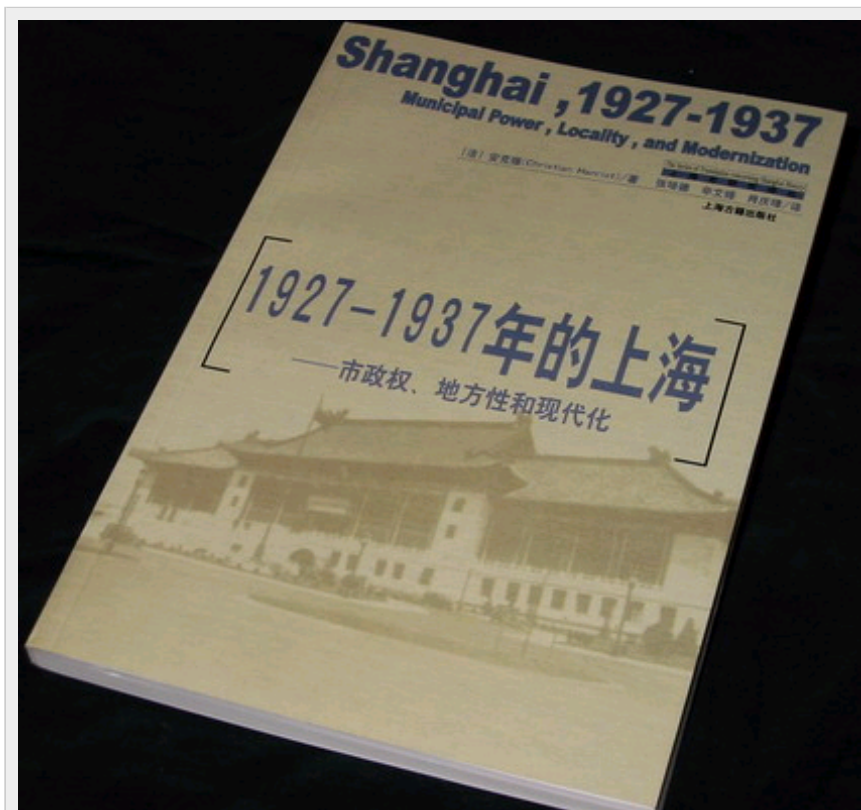 Shanghai , 1927-1937
Municipal Power , Locality , and Modernization
[法] 安克强(Christian Henriot)/著 张培德 辛文锋 肖庆璋/译
上海古籍出版社
1927-1937年的上海
——市政权、地方性和现代化